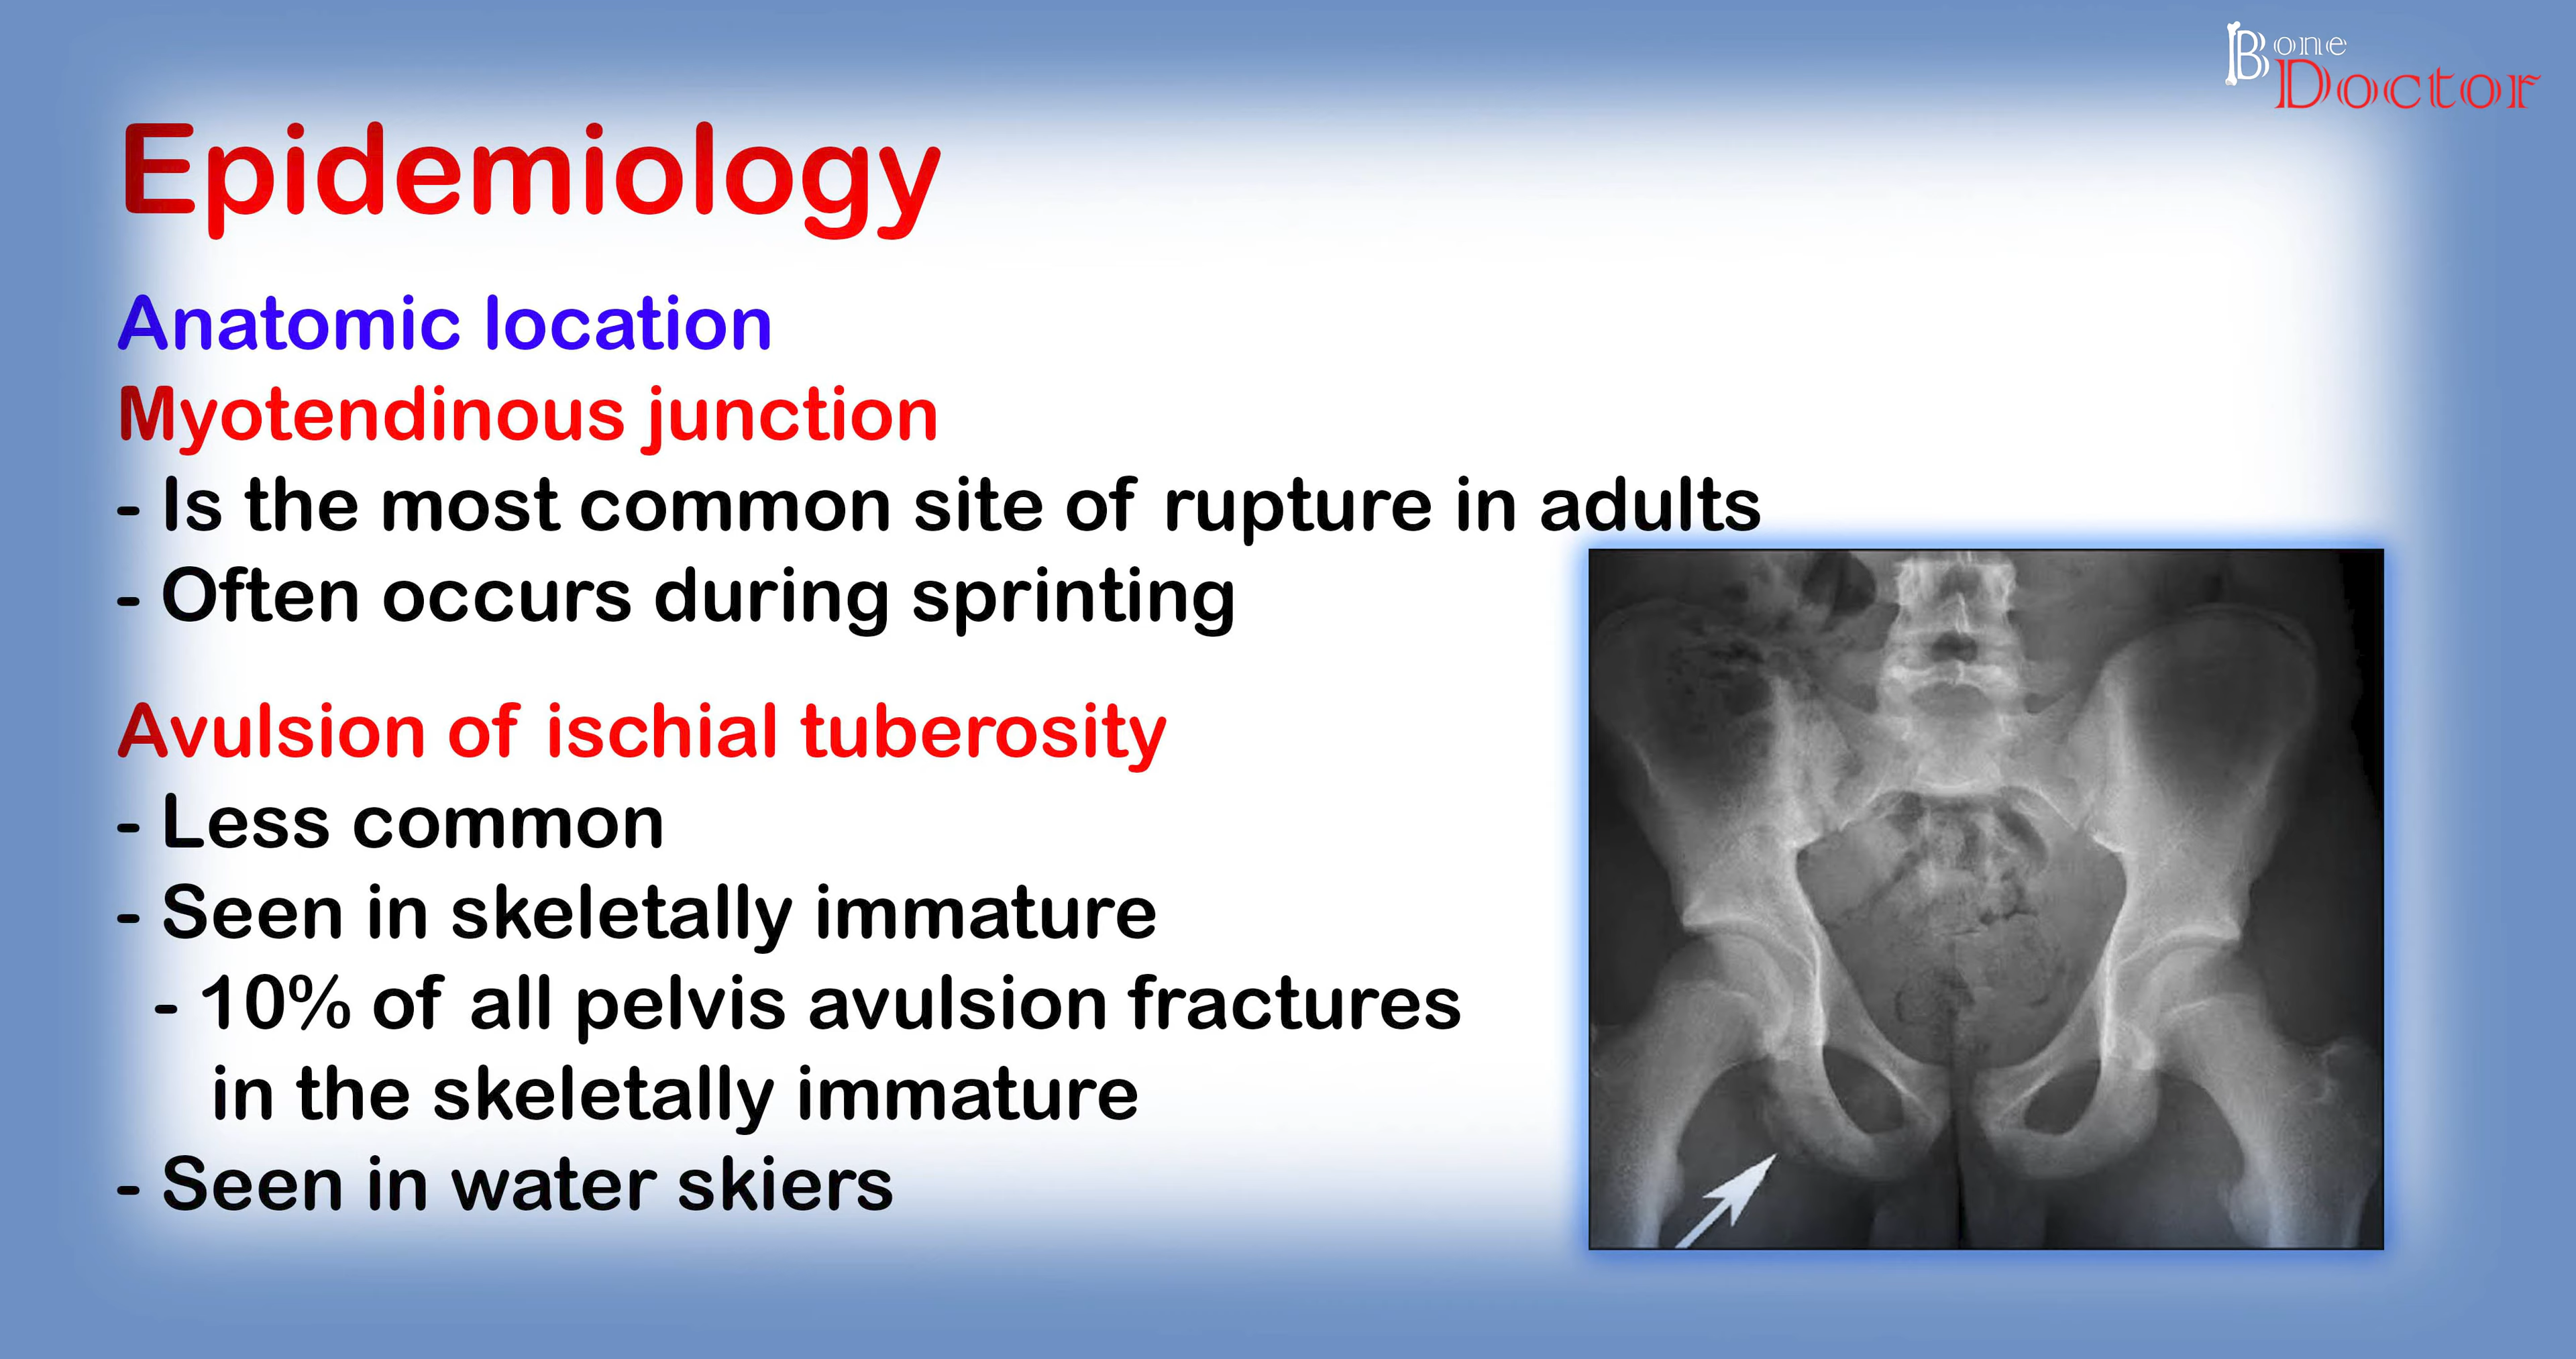 Bone
Doctor
Epidemiology
Anatomic location
Myotendinous junction
- Is the most common site of rupture in adults
- Often occurs during sprinting
Avulsion of ischial tuberosity
- Less common
- Seen in skeletally immature
- 10% of all pelvis avulsion fractures
in the skeletally immature
- Seen in water skiers